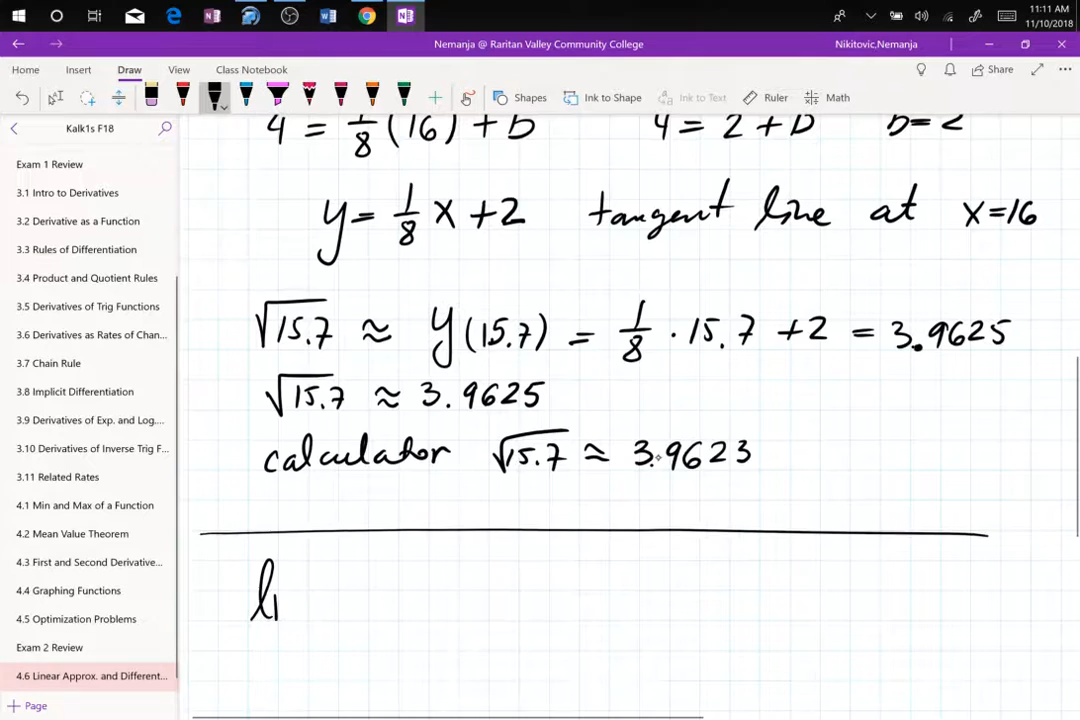 11:11 AM
11/10/2018
Nemanja @ Raritan Valley Community College
Nikitovic,Nemanja
Home Insert Draw View Class Notebook
Share
Shapes Ink to Shape Ink to Text Ruler Math
Kalk1s F18
Exam 1 Review
3.1 Intro to Derivatives
3.2 Derivative as a Function
3.3 Rules of Differentiation
3.4 Product and Quotient Rules
3.5 Derivatives of Trig Functions
3.6 Derivatives as Rates of Chan...
3.7 Chain Rule
3.8 Implicit Differentiation
3.9 Derivatives of Exp. and Log....
3.10 Derivatives of Inverse Trig F...
3.11 Related Rates
4.1 Min and Max of a Function
4.2 Mean Value Theorem
4.3 First and Second Derivative...
4.4 Graphing Functions
4.5 Optimization Problems
Exam 2 Review
4.6 Linear Approx. and Different...
Page
4 = 1/8 (16) + b 4 = 2 + b b = 2
y = 1/8 x + 2 tangent line at x = 16
√15.7 ≈ y(15.7) = 1/8 · 15.7 + 2 = 3.9625
√15.7 ≈ 3.9625
calculator √15.7 ≈ 3.9623